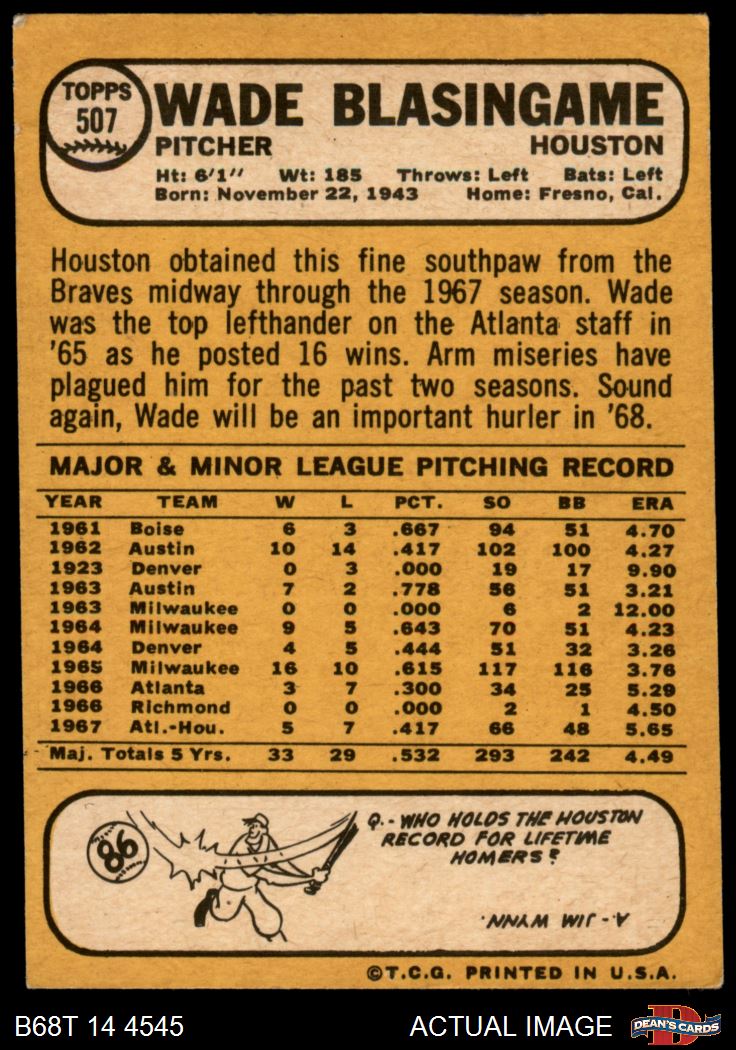 TOPPS
507
WADE BLASINGAME
PITCHER HOUSTON
Ht: 6'1" Wt: 185 Throws: Left Bats: Left
Born: November 22, 1943 Home: Fresno, Cal.
Houston obtained this fine southpaw from the
Braves midway through the 1967 season. Wade
was the top lefthander on the Atlanta staff in
'65 as he posted 16 wins. Arm miseries have
plagued him for the past two seasons. Sound
again, Wade will be an important hurler in '68.
MAJOR & MINOR LEAGUE PITCHING RECORD
YEAR TEAM W L PCT. SO BB ERA
1961 Boise 6 3 .667 94 51 4.70
1962 Austin 10 14 .417 102 100 4.27
1923 Denver 0 3 .000 19 17 9.90
1963 Austin 7 2 .778 56 51 3.21
1963 Milwaukee 0 0 .000 6 2 12.00
1964 Milwaukee 9 5 .643 70 51 4.23
1964 Denver 4 5 .444 51 32 3.26
1965 Milwaukee 16 10 .615 117 116 3.76
1966 Atlanta 3 7 .300 34 25 5.29
1966 Richmond 0 0 .000 2 1 4.50
1967 Atl.-Hou. 5 7 .417 66 48 5.65
Maj. Totals 5 Yrs. 33 29 .532 293 242 4.49
86
Q.- WHO HOLDS THE HOUSTON
RECORD FOR LIFETIME
HOMERS?
A.- JIM WYNN.
©T.C.G. PRINTED IN U.S.A.
B68T 14 4545 ACTUAL IMAGE
D
DEAN'S CARDS